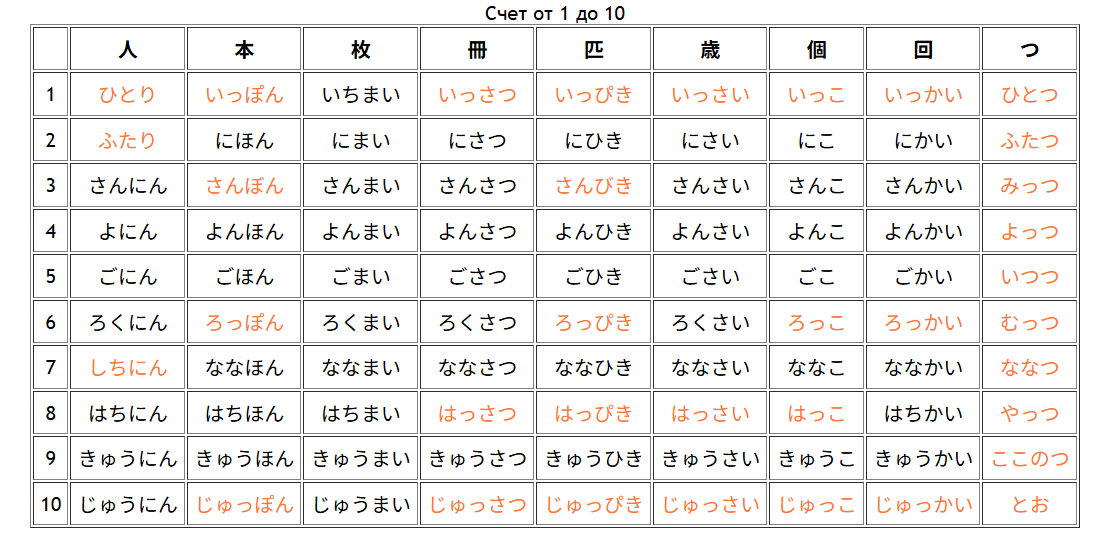 Счет от 1 до 10
人 本 枚 冊 匹 歳 個 回 つ
1 ひとり いっぽん いちまい いっさつ いっぴき いっさい いっこ いっかい ひとつ
2 ふたり にほん にまい にさつ にひき にさい にこ にかい ふたつ
3 さんにん さんぼん さんまい さんさつ さんびき さんさい さんこ さんかい みっつ
4 よにん よんほん よんまい よんさつ よんひき よんさい よんこ よんかい よっつ
5 ごにん ごほん ごまい ごさつ ごひき ごさい ごこ ごかい いつつ
6 ろくにん ろっぽん ろくまい ろくさつ ろっぴき ろくさい ろっこ ろっかい むっつ
7 しちにん ななほん ななまい ななさつ ななひき ななさい ななこ ななかい ななつ
8 はちにん はちほん はちまい はっさつ はっぴき はっさい はっこ はちかい やっつ
9 きゅうにん きゅうほん きゅうまい きゅうさつ きゅうひき きゅうさい きゅうこ きゅうかい ここのつ
10 じゅうにん じゅっぽん じゅうまい じゅっさつ じゅっぴき じゅっさい じゅっこ じゅっかい とお